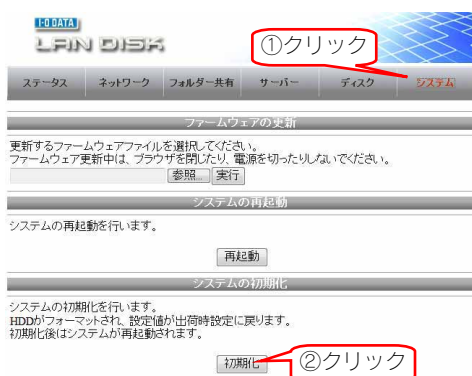 I-O DATA
LAN DISK
①クリック
ステータス ネットワーク フォルダー共有 サーバー ディスク システム
ファームウェアの更新
更新するファームウェアファイルを選択してください。
ファームウェア更新中は、ブラウザを閉じたり、電源を切ったりしないでください。
参照... 実行
システムの再起動
システムの再起動を行います。
再起動
システムの初期化
システムの初期化を行います。
HDDがフォーマットされ、設定値が出荷時設定に戻ります。
初期化後はシステムが再起動されます。
初期化
②クリック